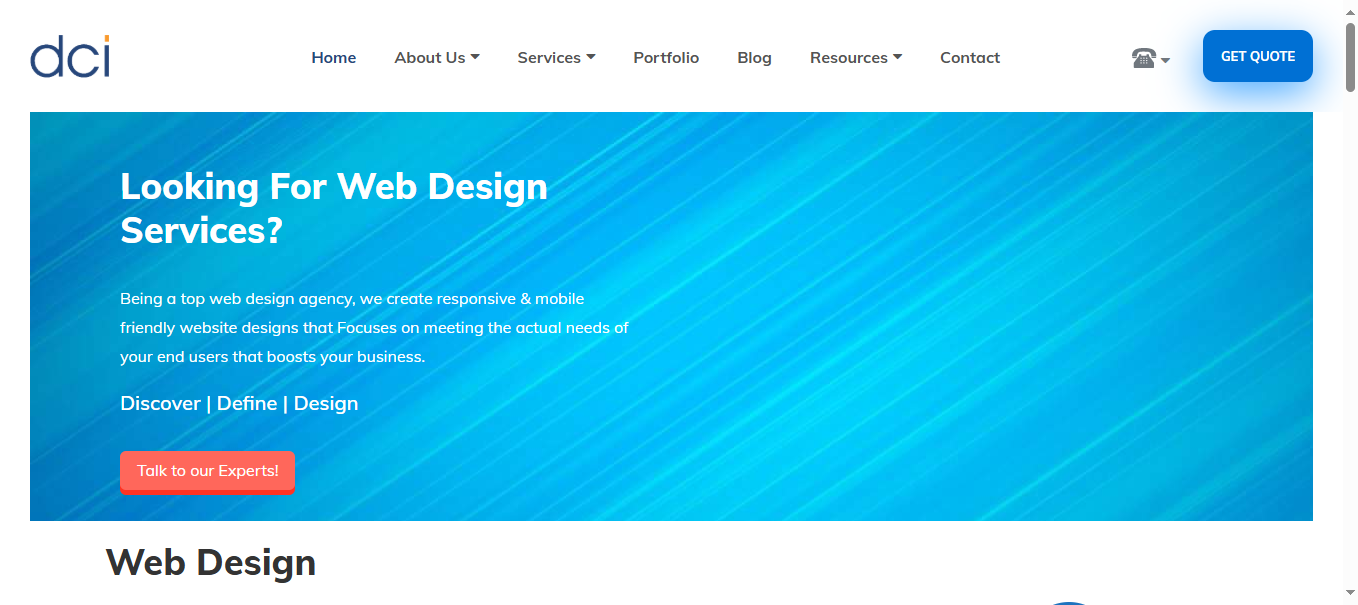 dci
Home About Us Services Portfolio Blog Resources Contact GET QUOTE
Looking For Web Design
Services?
Being a top web design agency, we create responsive & mobile
friendly website designs that Focuses on meeting the actual needs of
your end users that boosts your business.
Discover | Define | Design
Talk to our Experts!
Web Design